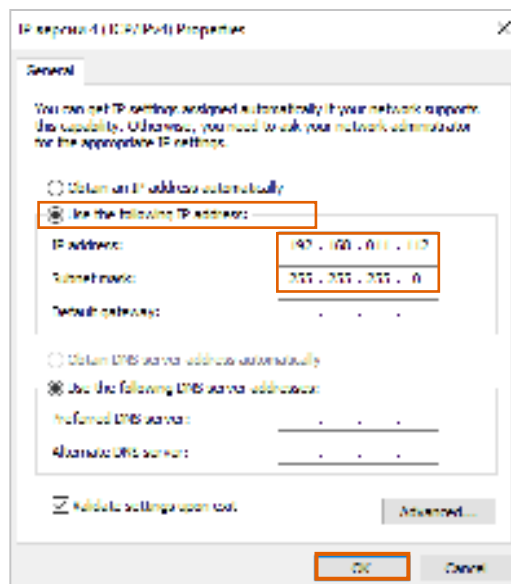 IP версия 4 (TCP/IPv4) Properties
General
You can get IP settings assigned automatically if your network supports
this capability. Otherwise, you need to ask your network administrator
for the appropriate IP settings.
Obtain an IP address automatically
Use the following IP address:
IP address:
Subnet mask:
255 . 255 . 255 . 0
Default gateway:
Obtain DNS server address automatically
Use the following DNS server addresses:
Preferred DNS server:
Alternate DNS server:
Validate settings upon exit
Advanced...
OK
Cancel